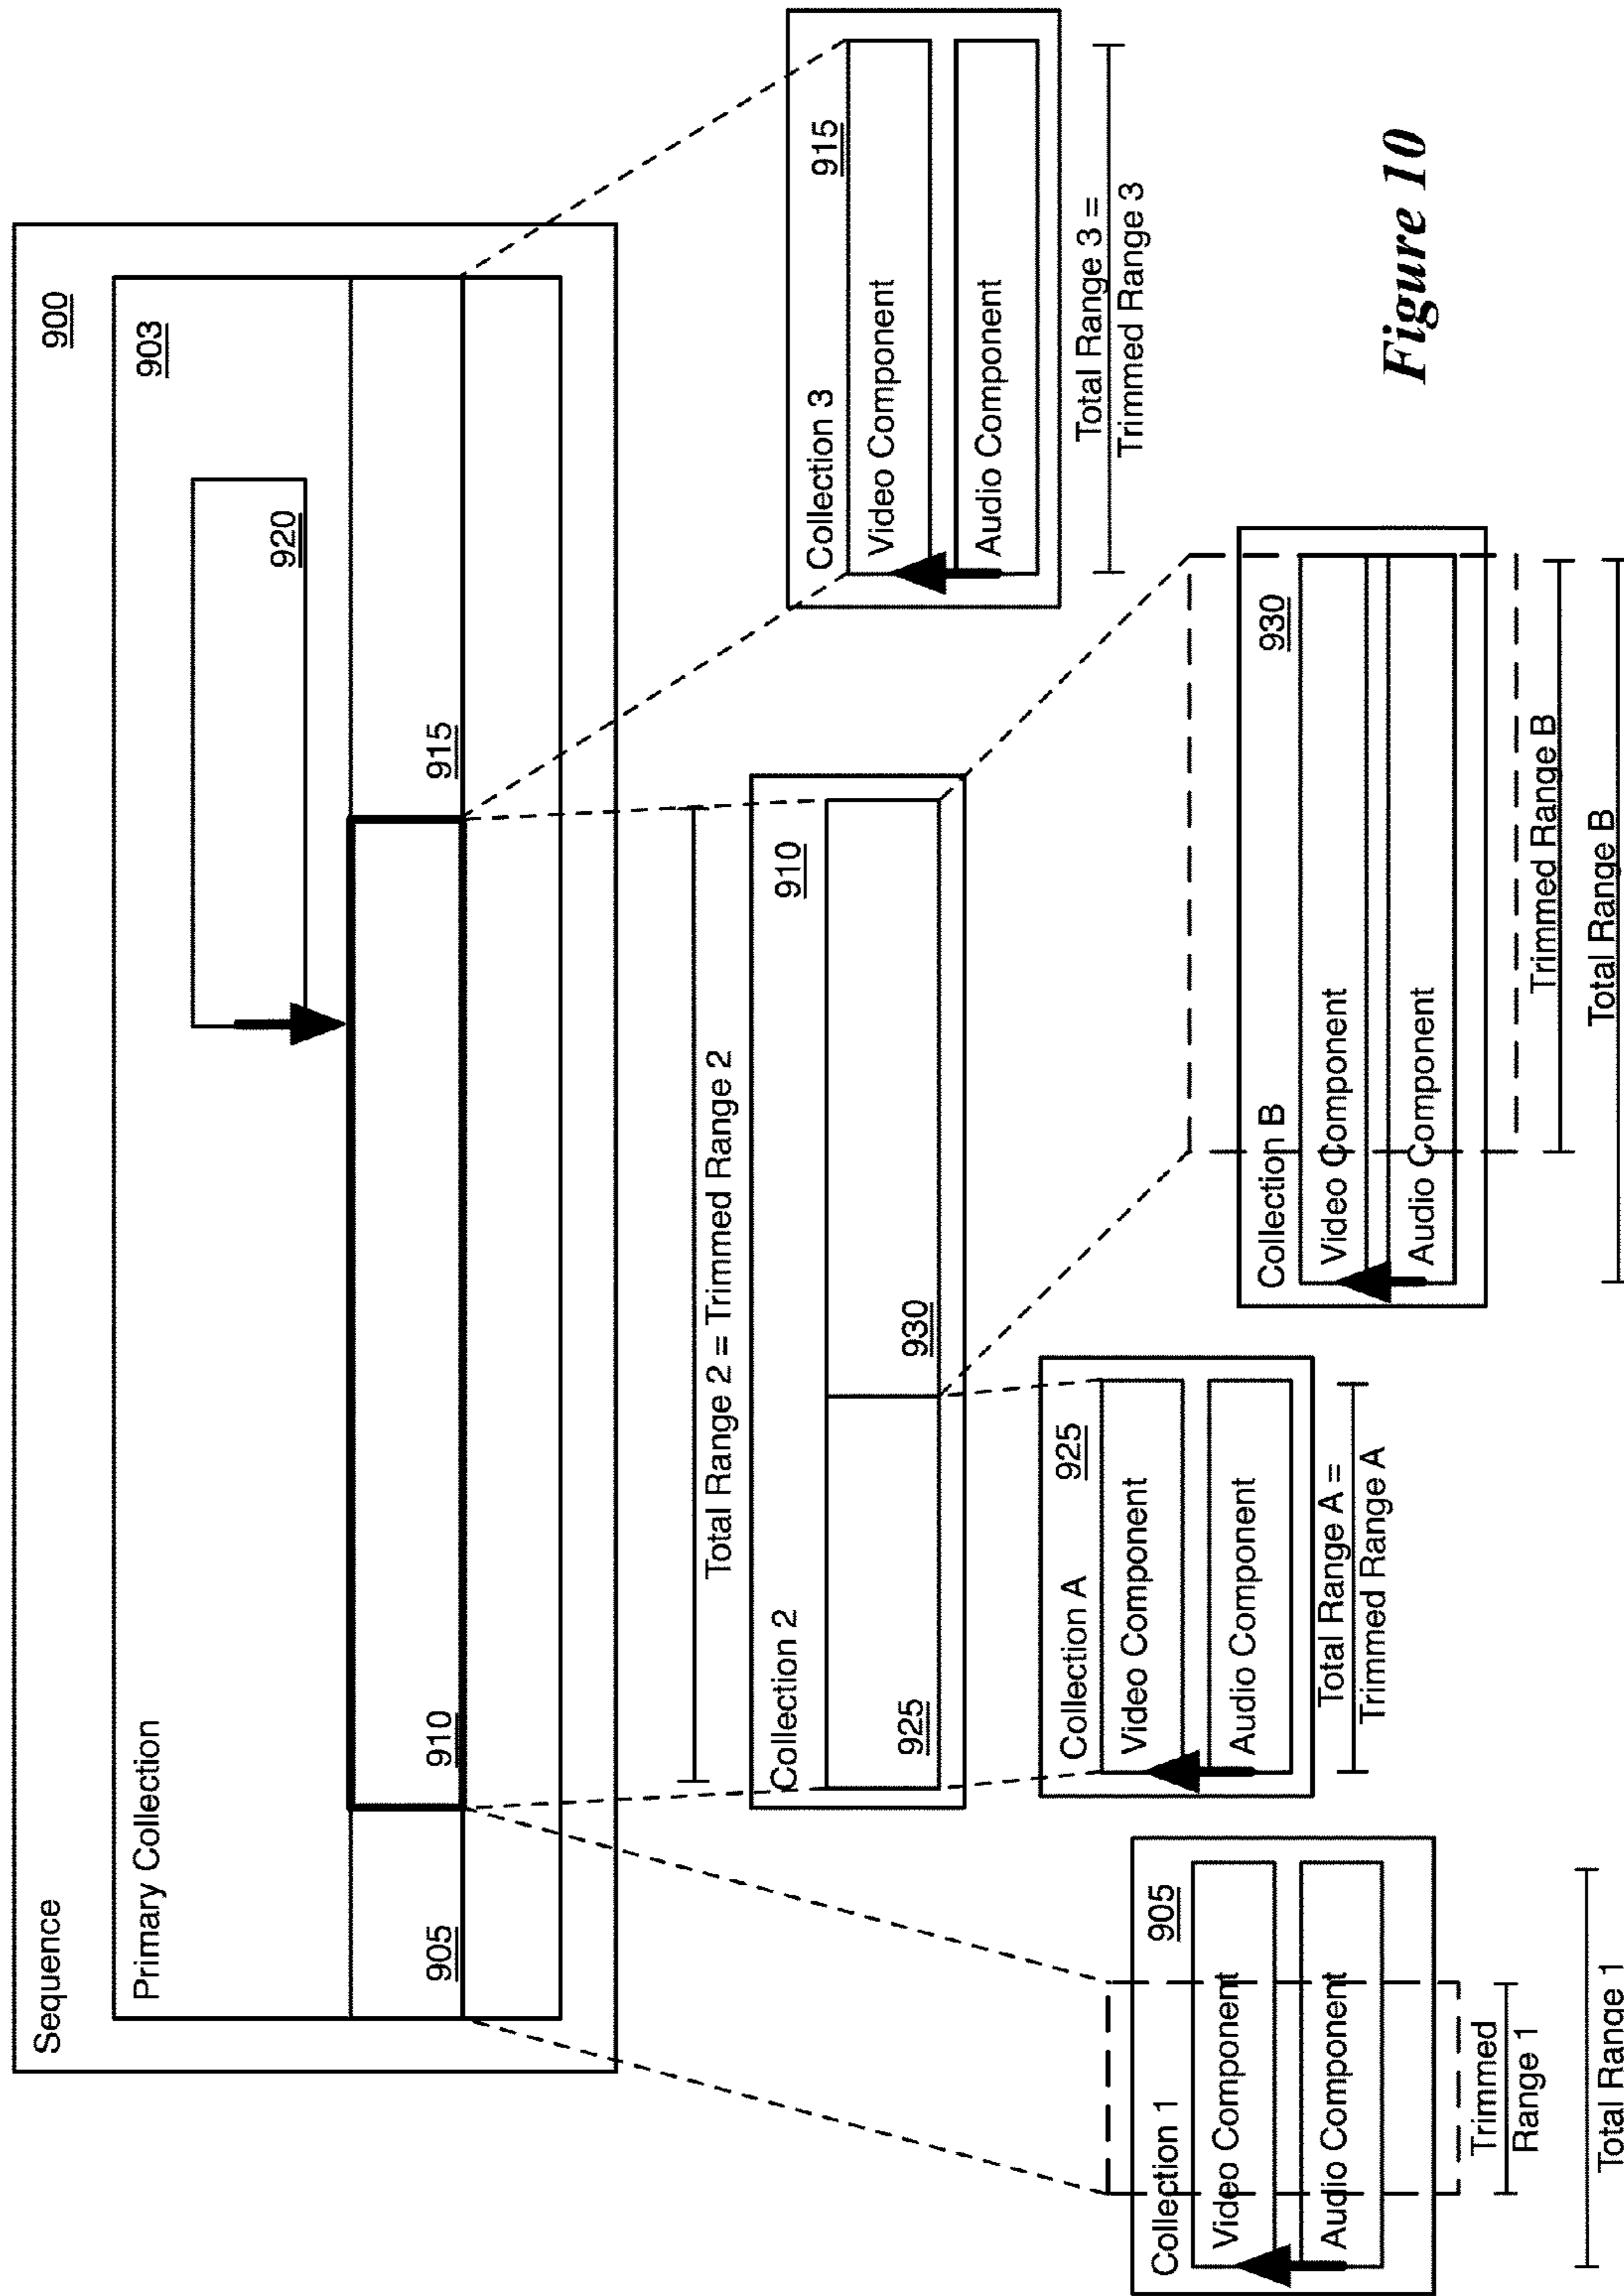 Sequence
900
Primary Collection
903
920
905
910
915
Total Range 2 = Trimmed Range 2
Collection 2
910
925
930
Collection 3
915
Video Component
Audio Component
Total Range 3 =
Trimmed Range 3
Collection A
925
Video Component
Audio Component
Total Range A =
Trimmed Range A
Collection 1
905
Video Component
Audio Component
Trimmed
Range 1
Total Range 1
Collection B
930
Video Component
Audio Component
Trimmed Range B
Total Range B
Figure 10